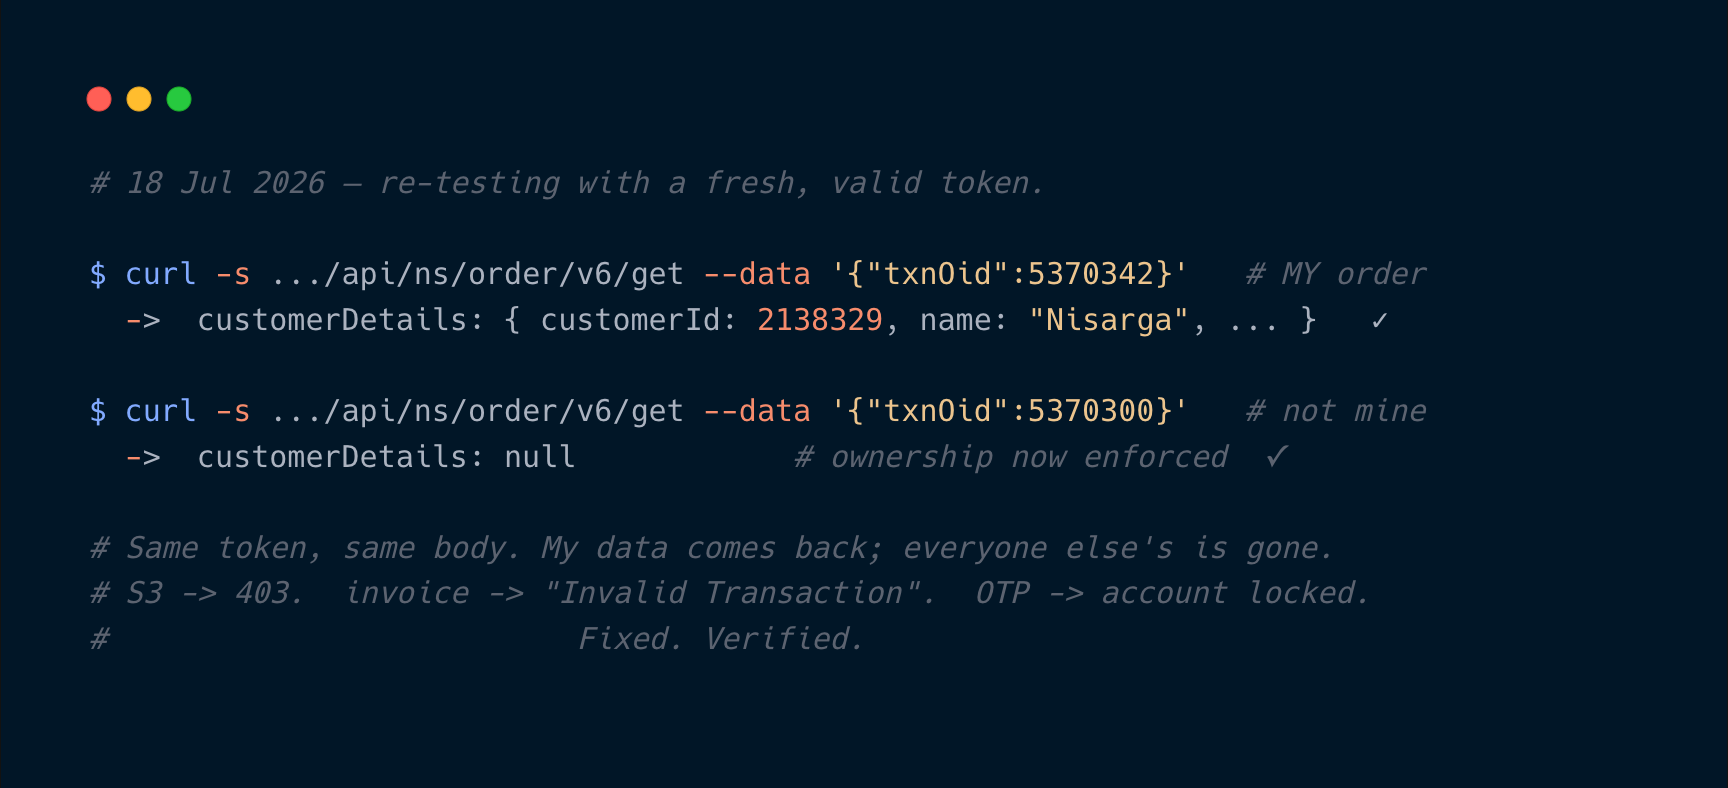 # 18 Jul 2026 — re-testing with a fresh, valid token.
$ curl -s .../api/ns/order/v6/get --data '{"txnOid":5370342}'   # MY order
  ->  customerDetails: { customerId: 2138329, name: "Nisarga", ... }   ✓
$ curl -s .../api/ns/order/v6/get --data '{"txnOid":5370300}'   # not mine
  ->  customerDetails: null            # ownership now enforced  ✓
# Same token, same body. My data comes back; everyone else's is gone.
# S3 -> 403.  invoice -> "Invalid Transaction".  OTP -> account locked.
#                          Fixed. Verified.